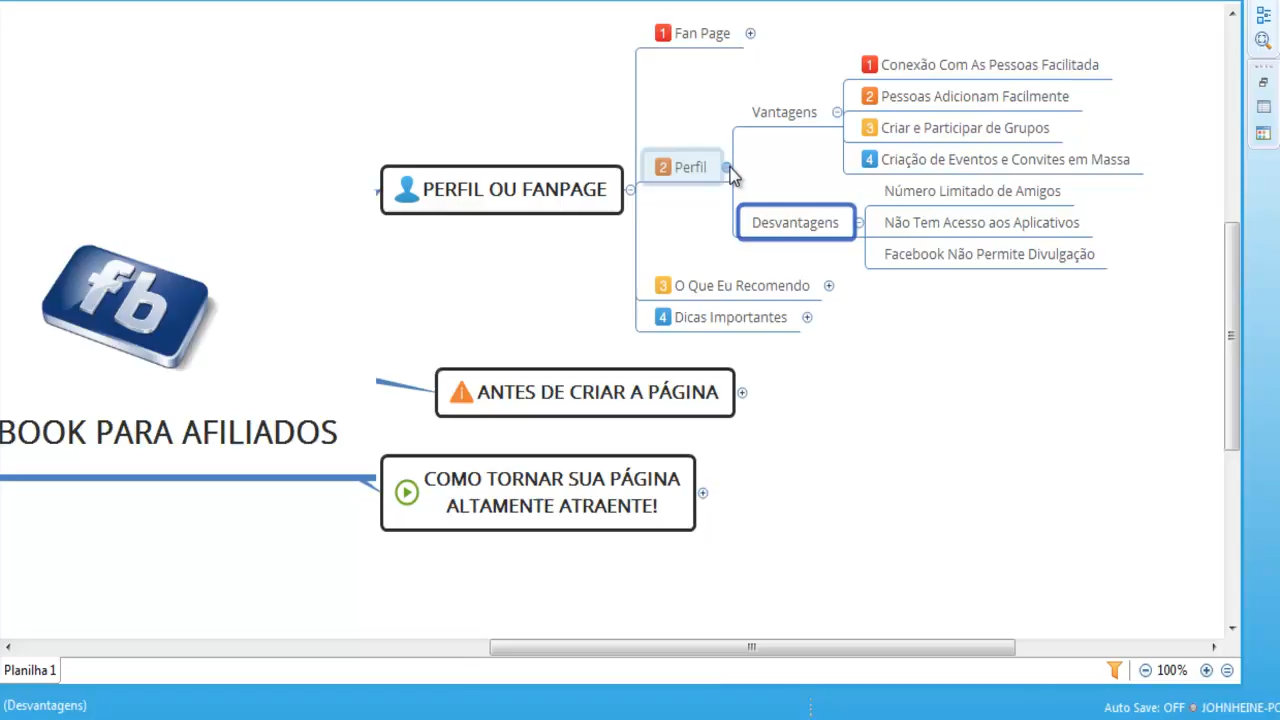 1 Fan Page
1 Conexão Com As Pessoas Facilitada
2 Pessoas Adicionam Facilmente
Vantagens
3 Criar e Participar de Grupos
4 Criação de Eventos e Convites em Massa
2 Perfil
PERFIL OU FANPAGE
Número Limitado de Amigos
Desvantagens
Não Tem Acesso aos Aplicativos
Facebook Não Permite Divulgação
3 O Que Eu Recomendo
4 Dicas Importantes
fb
ANTES DE CRIAR A PÁGINA
BOOK PARA AFILIADOS
COMO TORNAR SUA PÁGINA
ALTAMENTE ATRAENTE!
Planilha 1
100%
(Desvantagens)
Auto Save: OFF
JOHNHEINE-PC